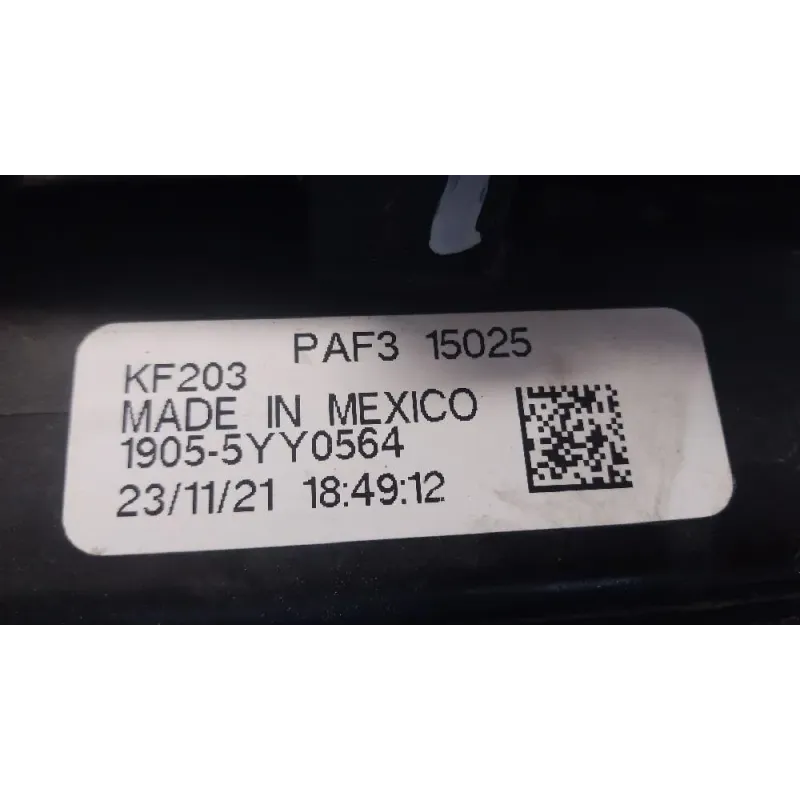 PAF3 15025
KF203
MADE IN MEXICO
1905-5YY0564
23/11/21 18:49:12